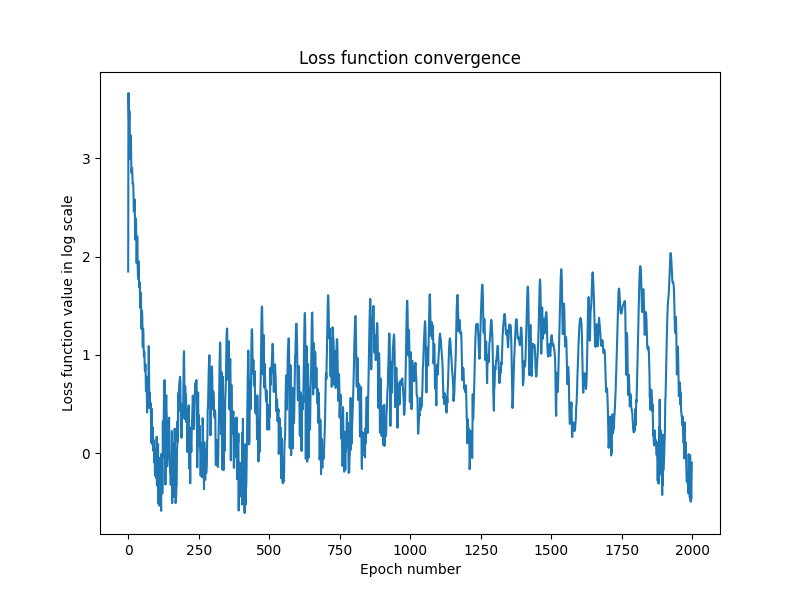 Loss function convergence
Loss function value in log scale
3
2
1
0
0 250 500 750 1000 1250 1500 1750 2000
Epoch number